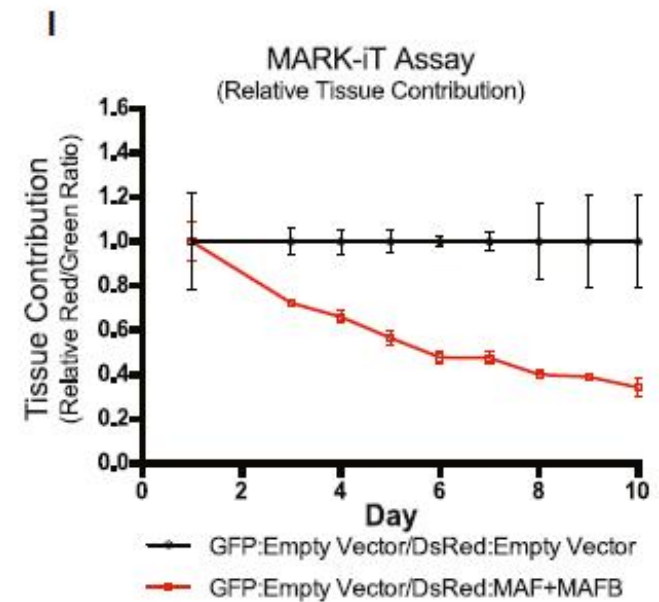 I
MARK-iT Assay
(Relative Tissue Contribution)
Tissue Contribution
(Relative Red/Green Ratio)
1.6
1.4
1.2
1.0
0.8
0.6
0.4
0.2
0.0
0 2 4 6 8 10
Day
GFP:Empty Vector/DsRed:Empty Vector
GFP:Empty Vector/DsRed:MAF+MAFB